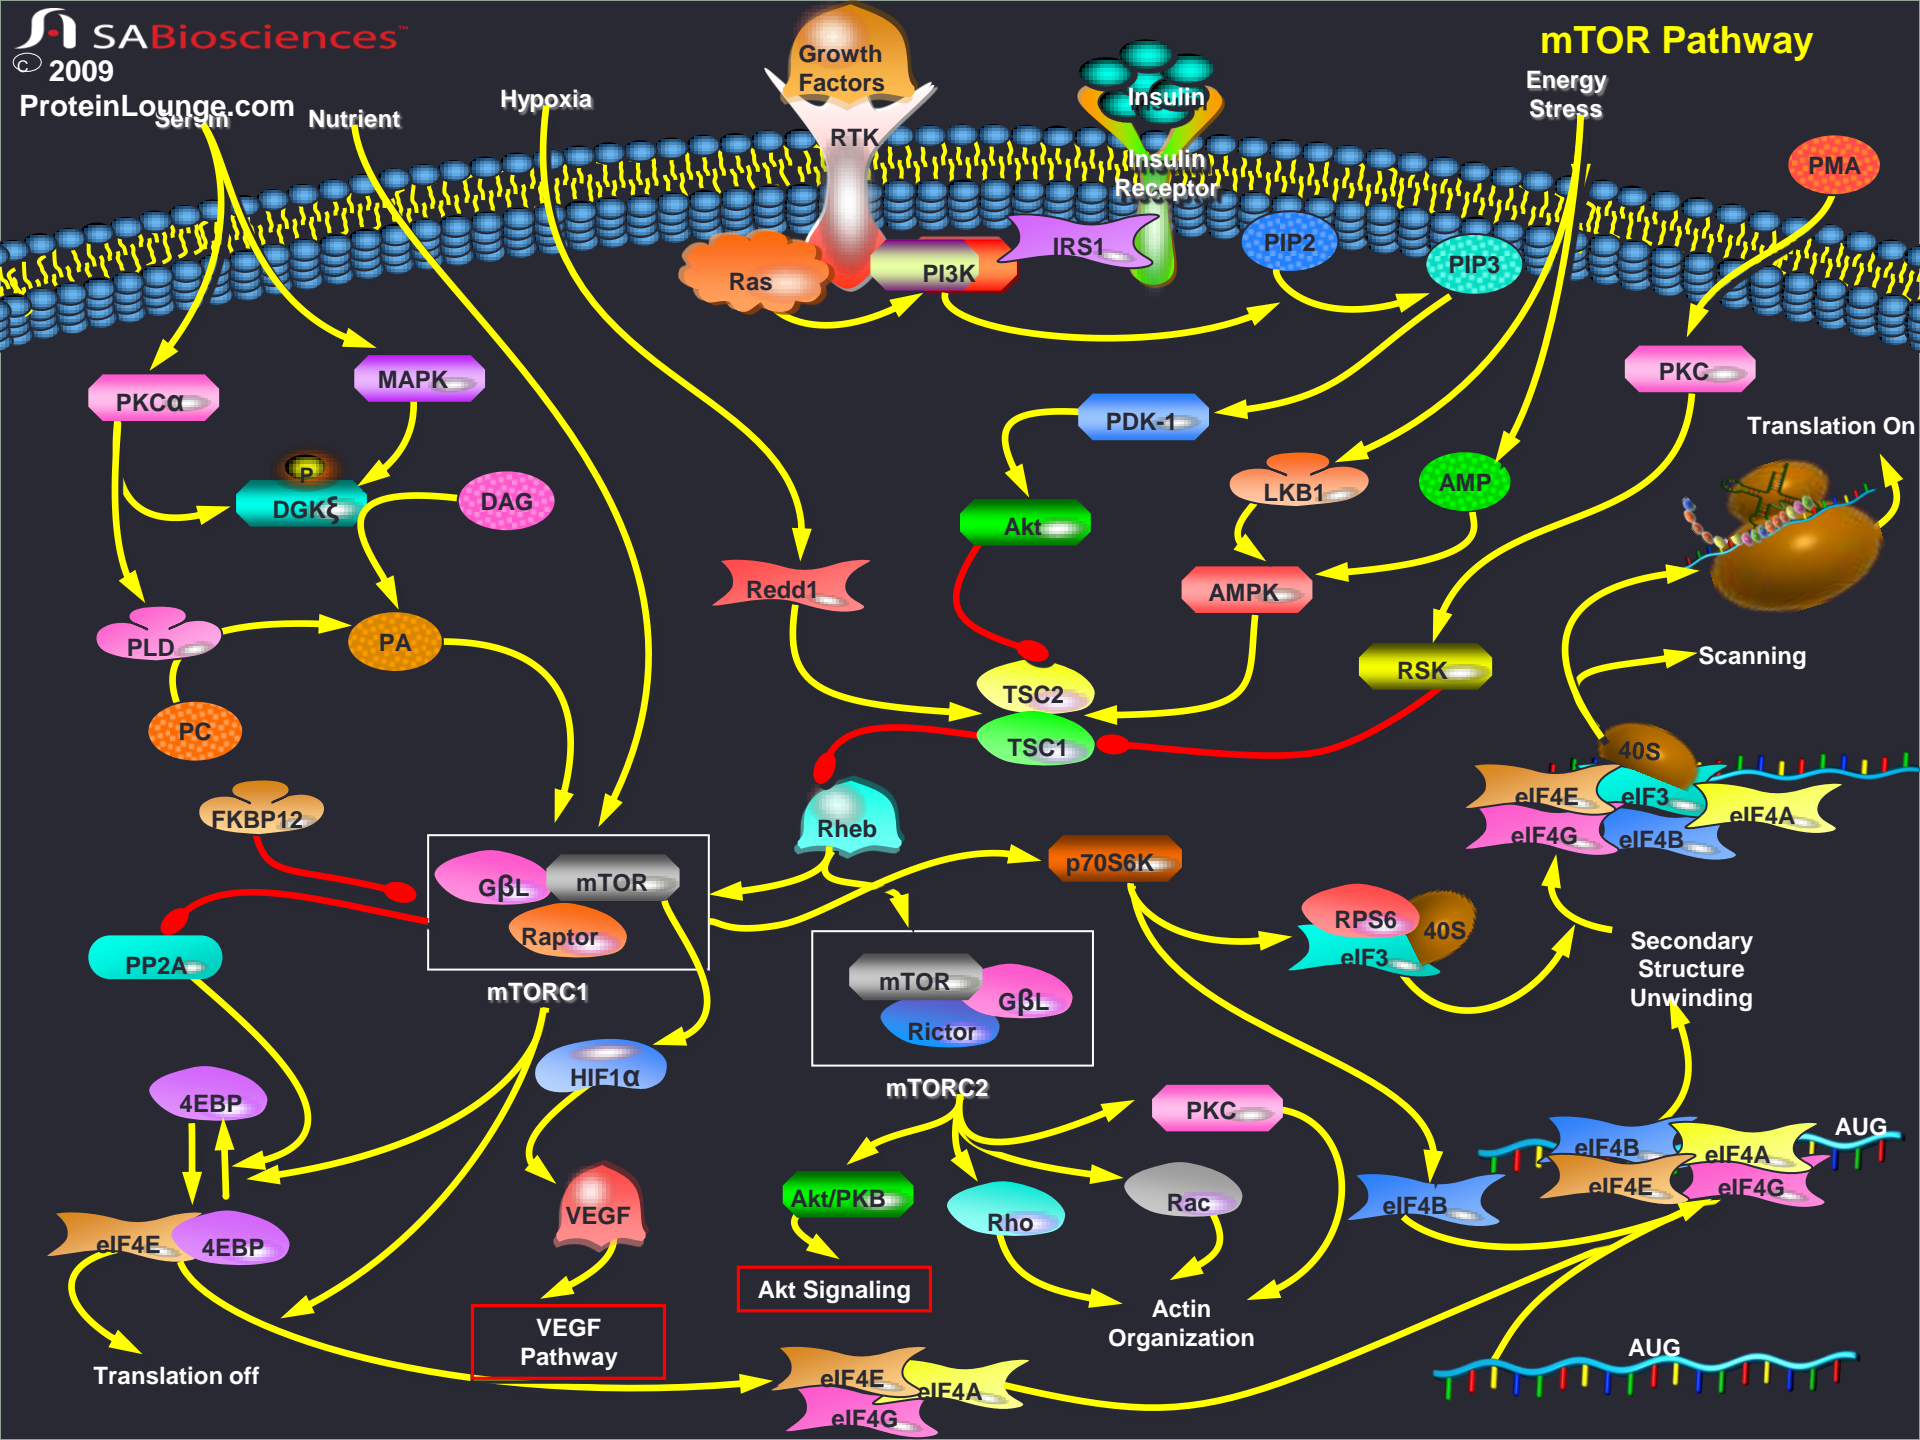 SABiosciences™
© 2009
ProteinLounge.com
mTOR Pathway
Serum
Nutrient
Hypoxia
Growth
Factors
RTK
Insulin
Insulin
Receptor
Energy
Stress
PMA
Ras
PI3K
IRS1
PIP2
PIP3
PKCα
MAPK
PDK-1
PKC
Translation On
P
DGKξ
DAG
Akt
LKB1
AMP
Redd1
AMPK
PLD
PA
TSC2
TSC1
RSK
Scanning
PC
40S
FKBP12
Rheb
eIF4E
eIF3
eIF4A
eIF4G
eIF4B
GβL
mTOR
Raptor
mTORC1
p70S6K
RPS6
40S
eIF3
PP2A
Secondary
Structure
Unwinding
mTOR
GβL
Rictor
mTORC2
HIF1α
4EBP
PKC
AUG
eIF4B
eIF4A
eIF4E
eIF4G
Akt/PKB
Rho
Rac
eIF4B
VEGF
eIF4E
4EBP
Akt Signaling
Actin
Organization
VEGF
Pathway
Translation off
AUG
eIF4E
eIF4A
eIF4G